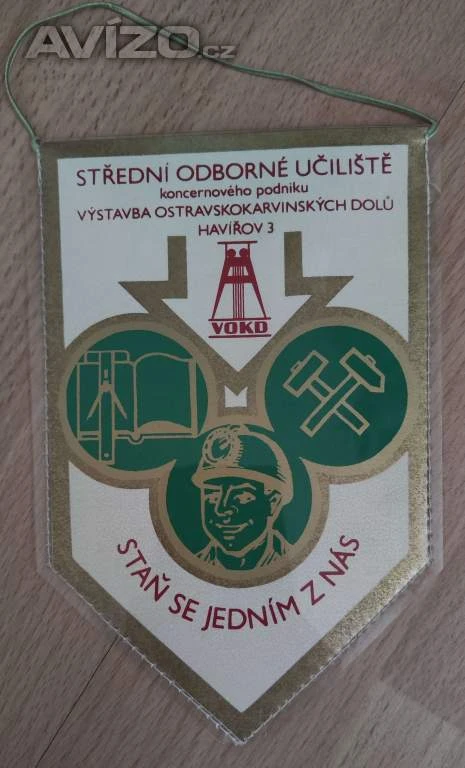 AVÍZO.cz
STŘEDNÍ ODBORNÉ UČILIŠTĚ
koncernového podniku
VÝSTAVBA OSTRAVSKOKARVINSKÝCH DOLŮ
HAVÍŘOV 3
VOKD
STAŇ SE JEDNÍM Z NÁS